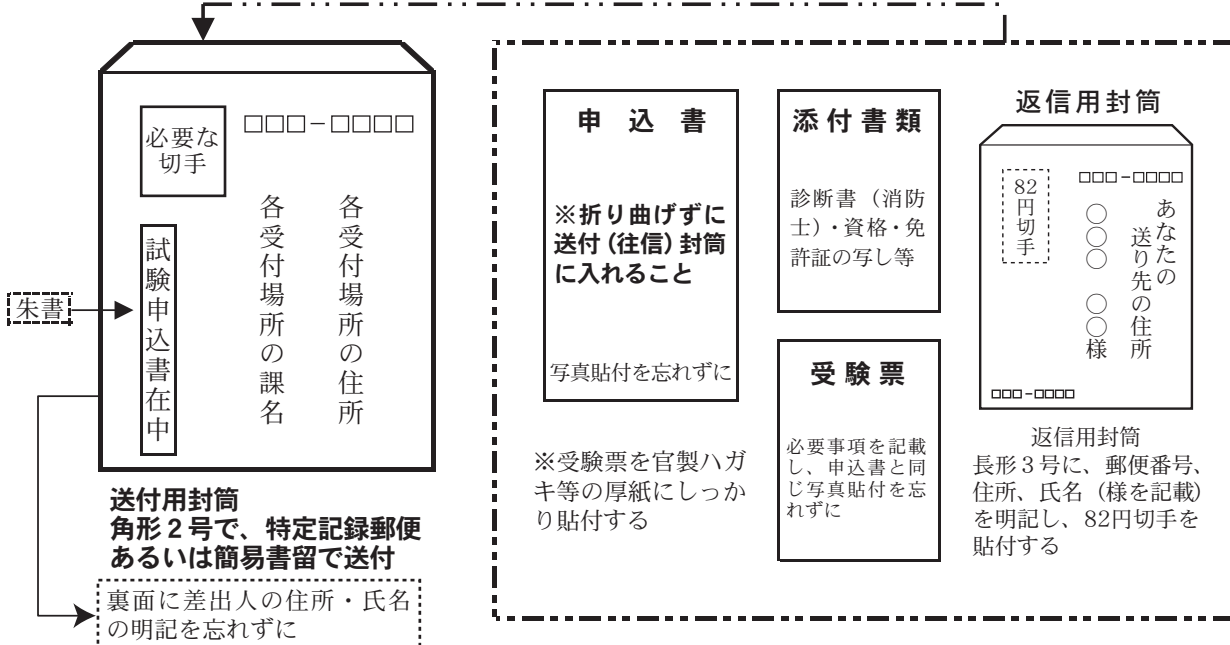 必要な
切手
□□□−□□□□
各受付場所の住所
各受付場所の課名
試験申込書在中
朱書
送付用封筒
角形２号で、特定記録郵便
あるいは簡易書留で送付
裏面に差出人の住所・氏名
の明記を忘れずに
申込書
※折り曲げずに
送付（往信）封筒
に入れること
写真貼付を忘れずに
※受験票を官製ハガ
キ等の厚紙にしっか
り貼付する
添付書類
診断書（消防
士）・資格・免
許証の写し等
受験票
必要事項を記載
し、申込書と同
じ写真貼付を忘
れずに
返信用封筒
82円切手
□□□−□□□□
あなたの
送り先の住所
○○○　○○様
□□□−□□□□
返信用封筒
長形３号に、郵便番号、
住所、氏名（様を記載）
を明記し、82円切手を
貼付する